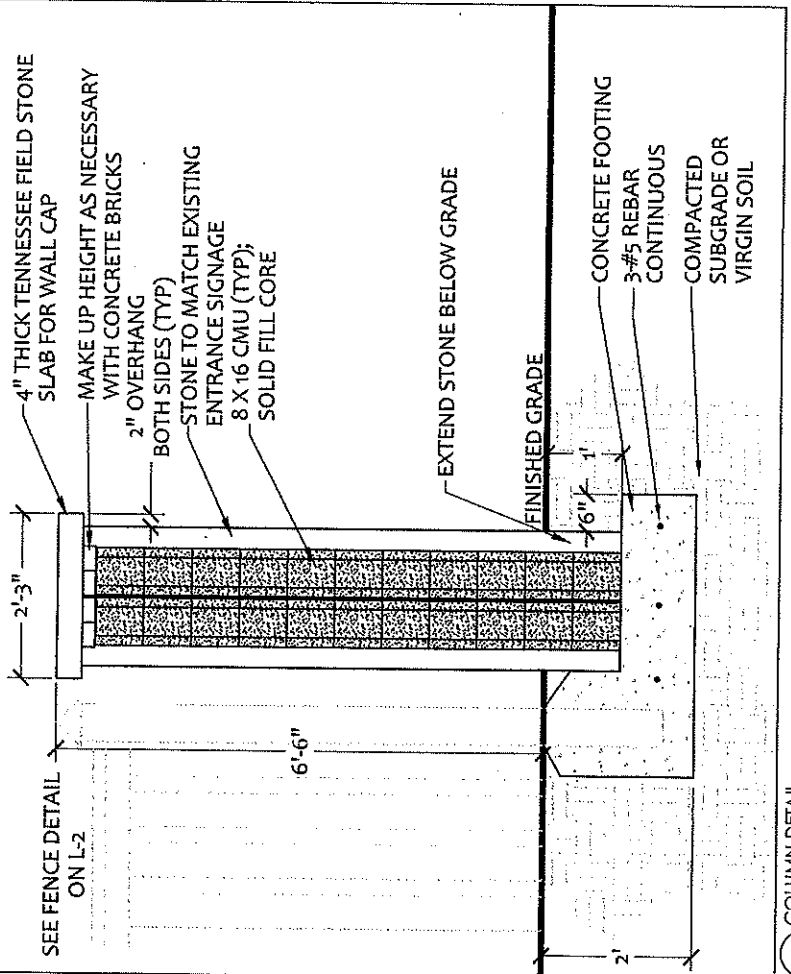 4" THICK TENNESSEE FIELD STONE
SLAB FOR WALL CAP
MAKE UP HEIGHT AS NECESSARY
WITH CONCRETE BRICKS
2" OVERHANG
BOTH SIDES (TYP)
STONE TO MATCH EXISTING
ENTRANCE SIGNAGE
8 X 16 CMU (TYP);
SOLID FILL CORE
2'-3"
SEE FENCE DETAIL
ON L-2
6'-6"
EXTEND STONE BELOW GRADE
FINISHED GRADE
1'
6"
2'
CONCRETE FOOTING
3-#5 REBAR
CONTINUOUS
COMPACTED
SUBGRADE OR
VIRGIN SOIL
COLUMN DETAIL